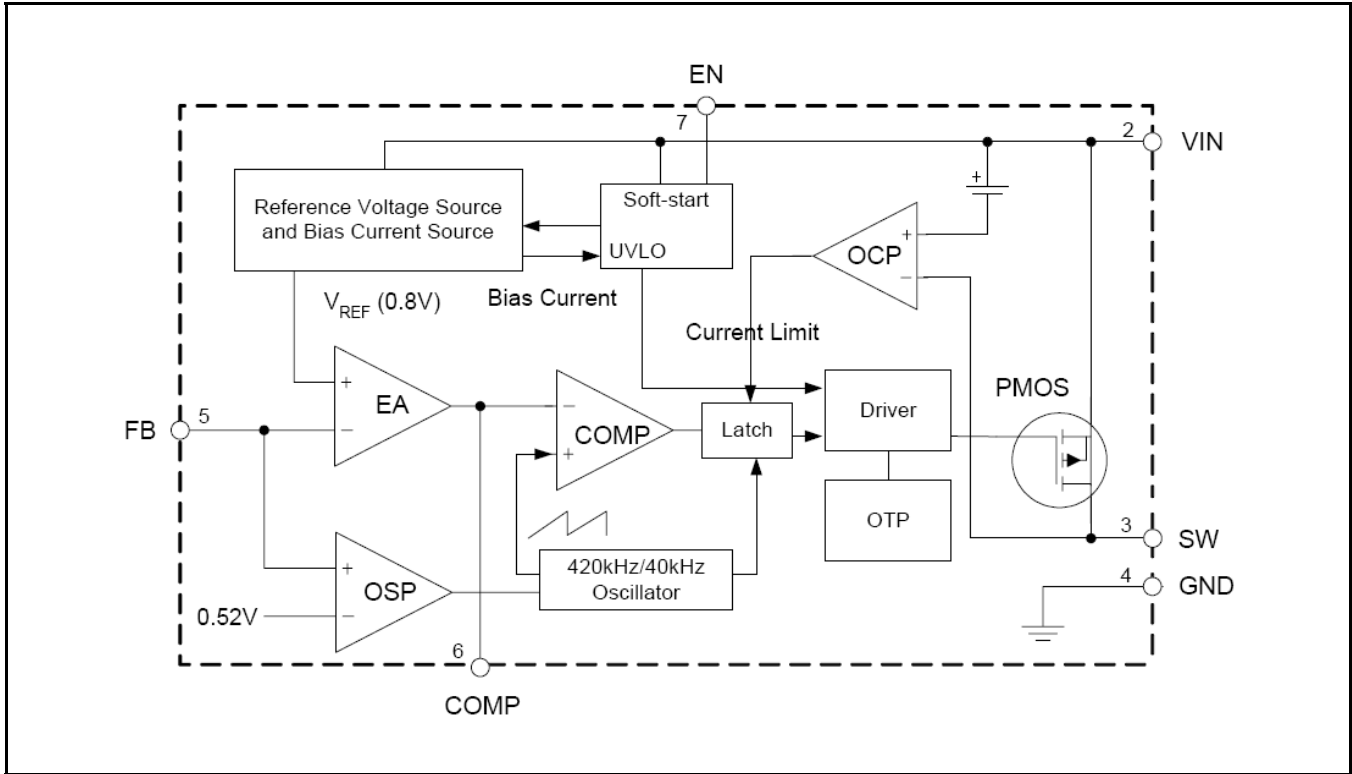 EN
7
2
VIN
Reference Voltage Source
and Bias Current Source
Soft-start
UVLO
+
+
OCP
−
V_REF (0.8V)
Bias Current
Current Limit
PMOS
+
EA
−
FB
5
−
COMP
+
Latch
Driver
OTP
3
SW
4
GND
420kHz/40kHz
Oscillator
+
OSP
−
0.52V
6
COMP